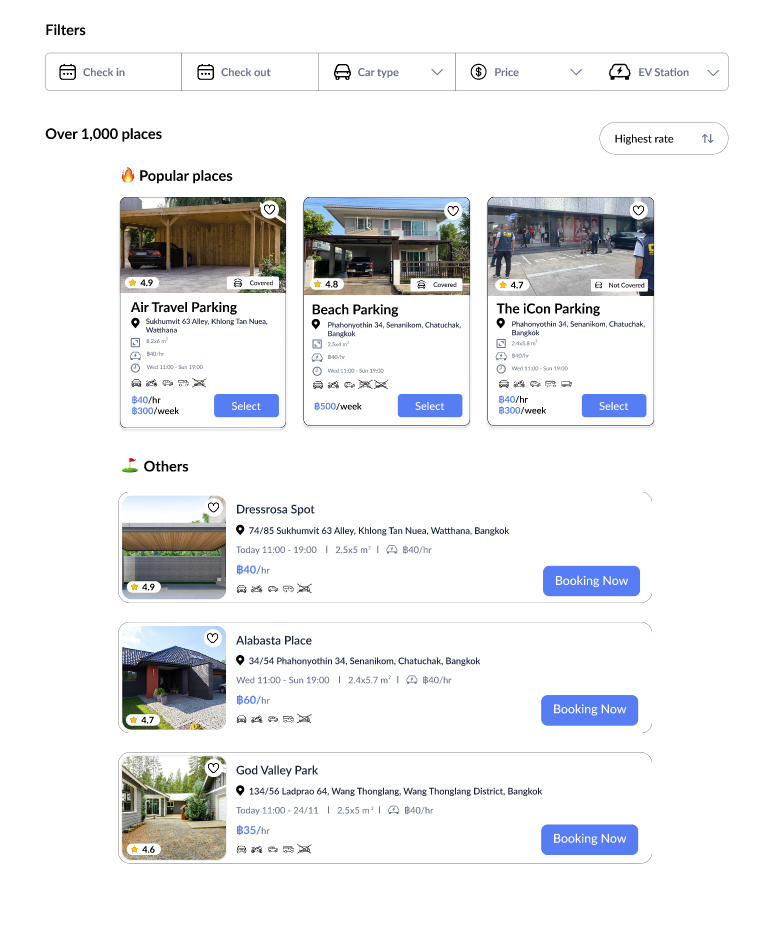 Filters
Check in
Check out
Car type
Price
EV Station
Over 1,000 places
Highest rate
Popular places
4.9
Covered
Air Travel Parking
Sukhumvit 63 Alley, Khlong Tan Nuea,
Watthana
8.2x6 m²
฿40/hr
Wed 11:00 - Sun 19:00
฿40/hr
฿300/week
Select
4.8
Covered
Beach Parking
Phahonyothin 34, Senanikom, Chatuchak,
Bangkok
2.5x4 m²
฿40/hr
Wed 11:00 - Sun 19:00
฿500/week
Select
4.7
Not Covered
The iCon Parking
Phahonyothin 34, Senanikom, Chatuchak,
Bangkok
2.4x5.8 m²
฿40/hr
Wed 11:00 - Sun 19:00
฿40/hr
฿300/week
Select
Others
4.9
Dressrosa Spot
74/85 Sukhumvit 63 Alley, Khlong Tan Nuea, Watthana, Bangkok
Today 11:00 - 19:00 | 2.5x5 m² | ฿40/hr
฿40/hr
Booking Now
4.7
Alabasta Place
34/54 Phahonyothin 34, Senanikom, Chatuchak, Bangkok
Wed 11:00 - Sun 19:00 | 2.4x5.7 m² | ฿40/hr
฿60/hr
Booking Now
4.6
God Valley Park
134/56 Ladprao 64, Wang Thonglang, Wang Thonglang District, Bangkok
Today 11:00 - 24/11 | 2.5x5 m² | ฿40/hr
฿35/hr
Booking Now